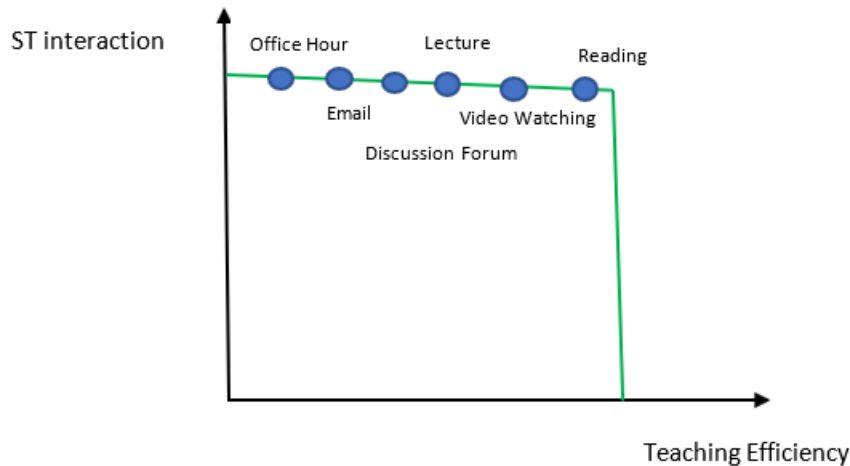 ST interaction
Office Hour
Lecture
Reading
Email
Video Watching
Discussion Forum
Teaching Efficiency